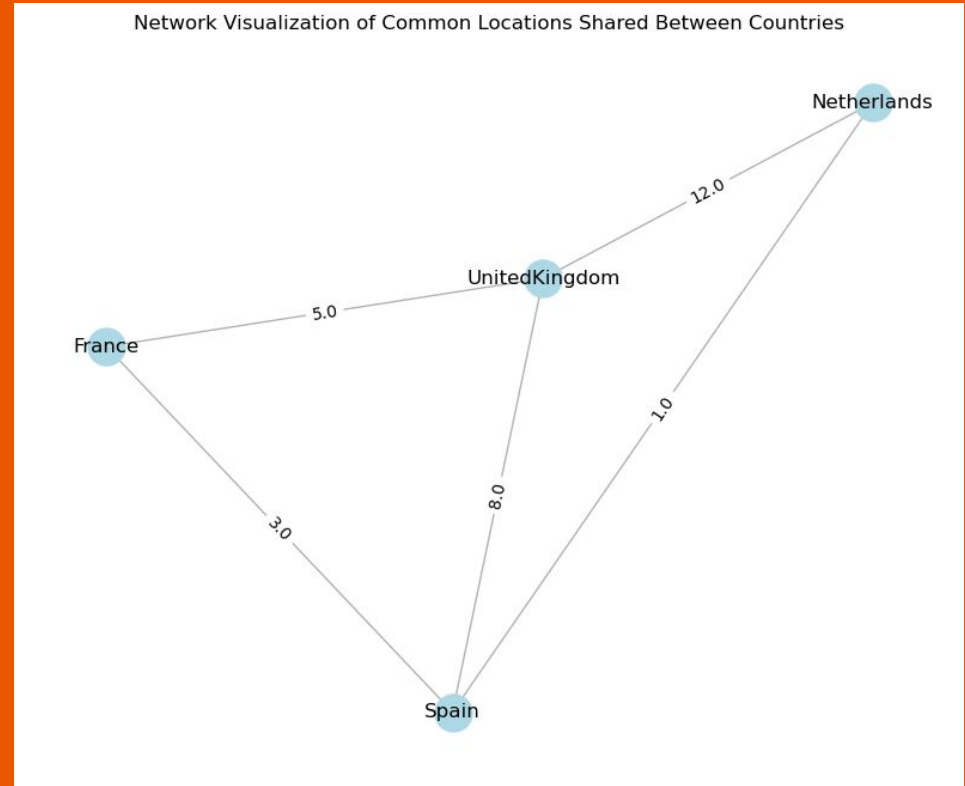 Network Visualization of Common Locations Shared Between Countries
Netherlands
12.0
UnitedKingdom
5.0
France
1.0
8.0
3.0
Spain